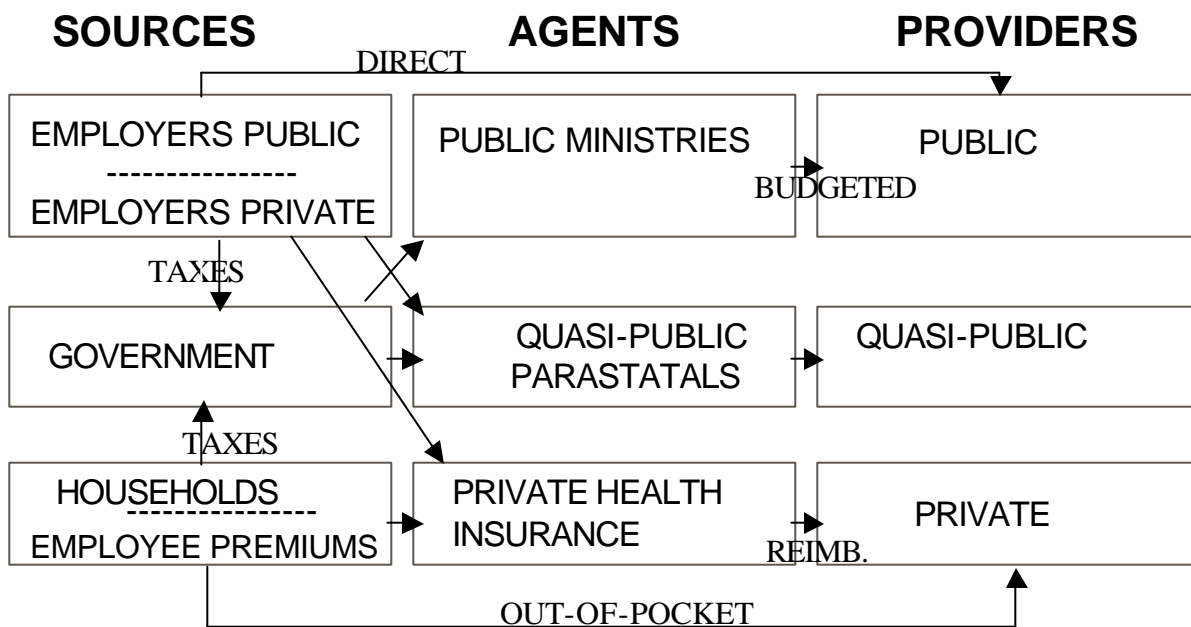 SOURCES AGENTS PROVIDERS
DIRECT
EMPLOYERS PUBLIC
EMPLOYERS PRIVATE
PUBLIC MINISTRIES
BUDGETED
PUBLIC
TAXES
GOVERNMENT
QUASI-PUBLIC
PARASTATALS
QUASI-PUBLIC
TAXES
HOUSEHOLDS
EMPLOYEE PREMIUMS
PRIVATE HEALTH
INSURANCE
REIMB.
PRIVATE
OUT-OF-POCKET